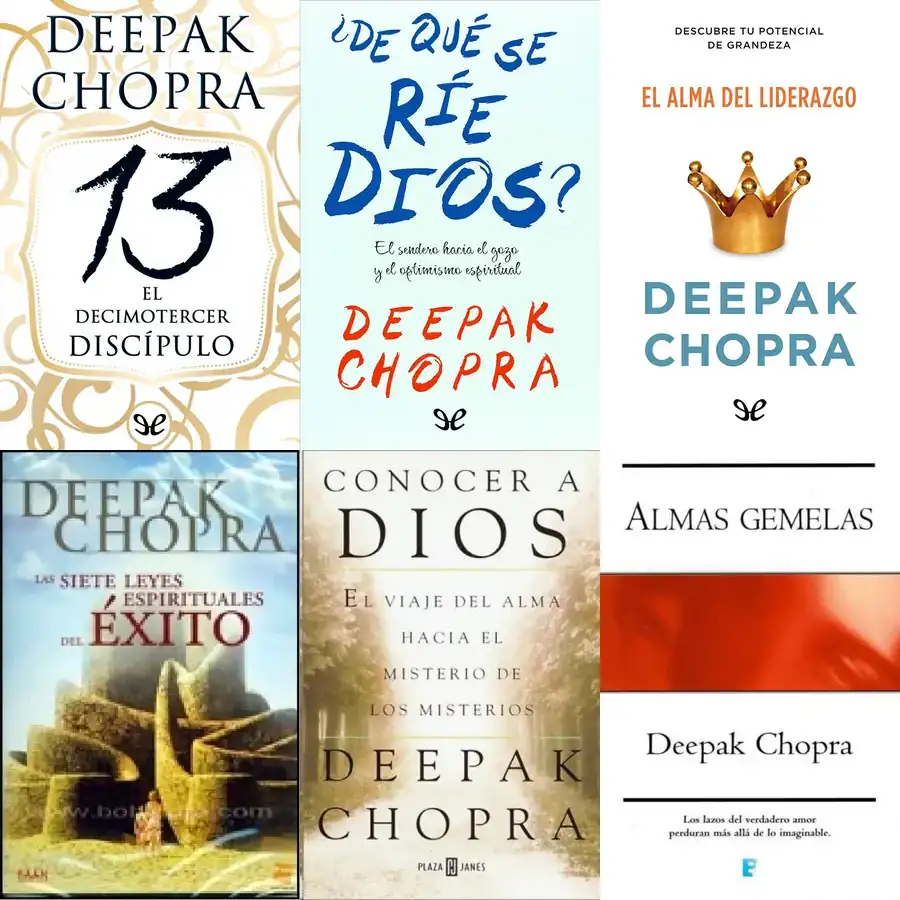 DEEPAK
CHOPRA
13
EL
DECIMOTERCER
DISCÍPULO
¿DE QUÉ SE
RÍE
DIOS?
El sendero hacia el gozo
y el optimismo espiritual
DEEPAK
CHOPRA
DESCUBRE TU POTENCIAL
DE GRANDEZA
EL ALMA DEL LIDERAZGO
DEEPAK
CHOPRA
DEEPAK
CHOPRA
LAS SIETE LEYES
ESPIRITUALES
DEL ÉXITO
CONOCER A
DIOS
EL VIAJE DEL ALMA
HACIA EL
MISTERIO DE
LOS MISTERIOS
DEEPAK
CHOPRA
PLAZA JANES
ALMAS GEMELAS
Deepak Chopra
Los lazos del verdadero amor
perduran más allá de lo imaginable.